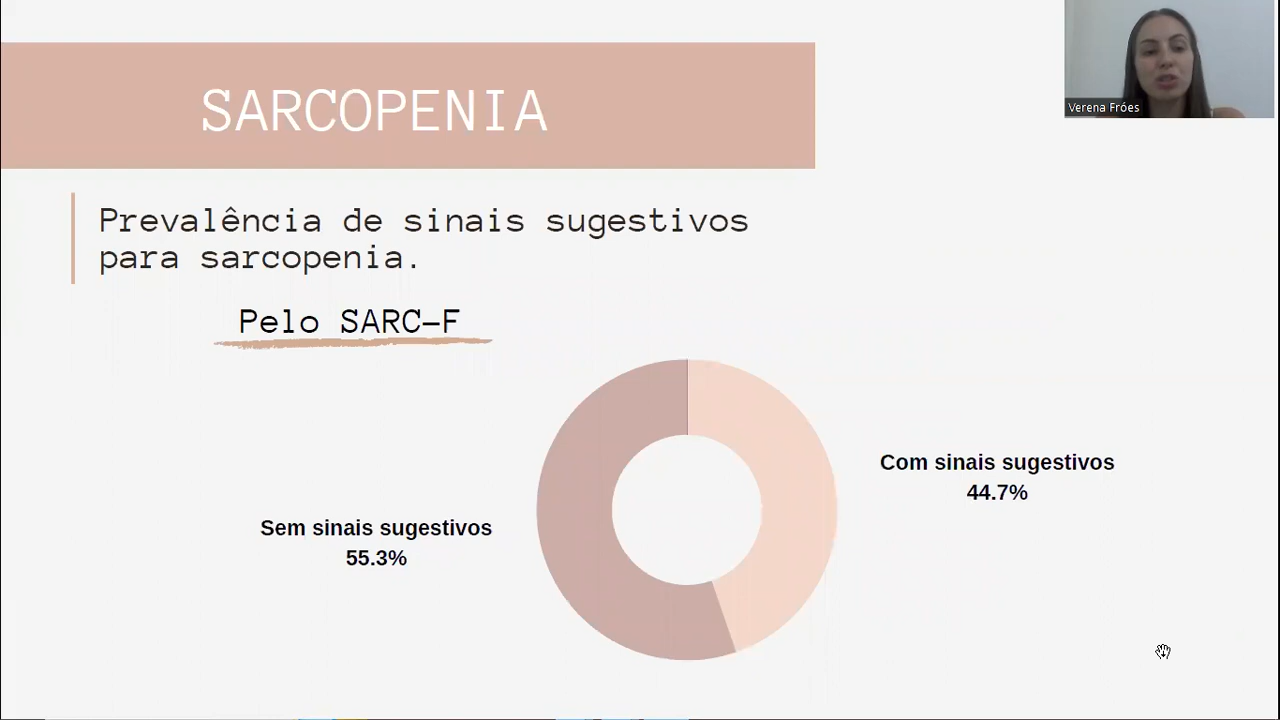 SARCOPENIA
Verena Fróes
Prevalência de sinais sugestivos
para sarcopenia.
Pelo SARC-F
Com sinais sugestivos
44.7%
Sem sinais sugestivos
55.3%